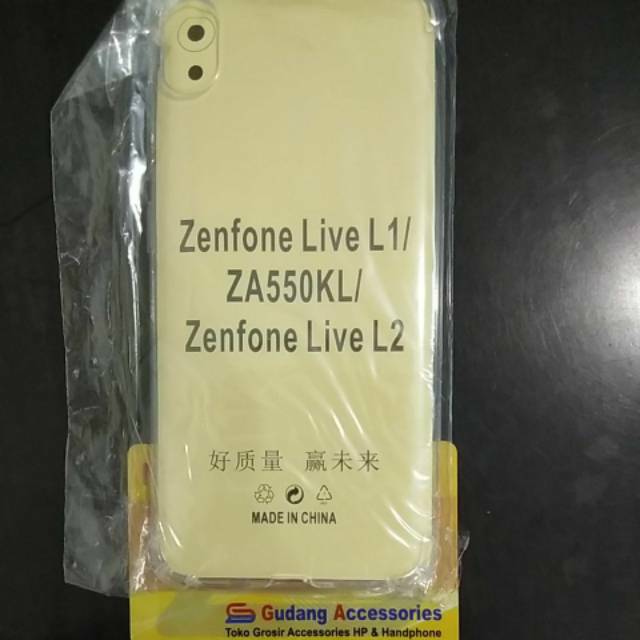 Zenfone Live L1/
ZA550KL/
Zenfone Live L2
好质量 赢未来
MADE IN CHINA
Gudang Accessories
Toko Grosir Accessories HP & Handphone